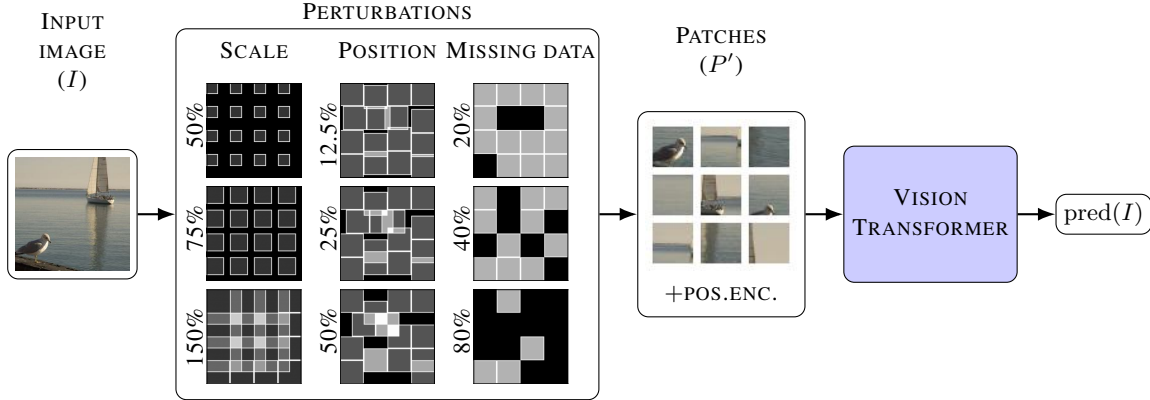 INPUT
IMAGE
(I)
PERTURBATIONS
SCALE
POSITION
MISSING DATA
50%
12.5%
20%
75%
25%
40%
150%
50%
80%
PATCHES
(P′)
+POS.ENC.
VISION
TRANSFORMER
pred(I)